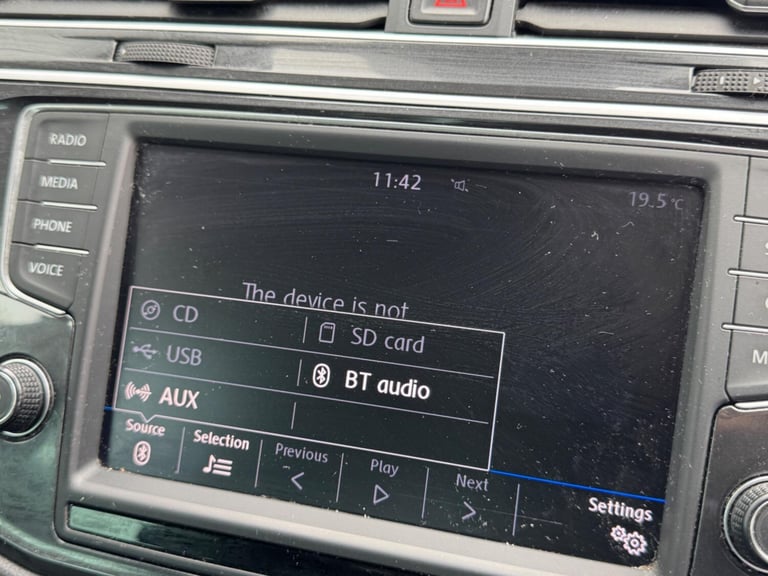 RADIO
MEDIA
PHONE
VOICE
11:42
19.5°C
The device is not
CD
SD card
USB
BT audio
AUX
Source
Selection
Previous
Play
Next
Settings
M